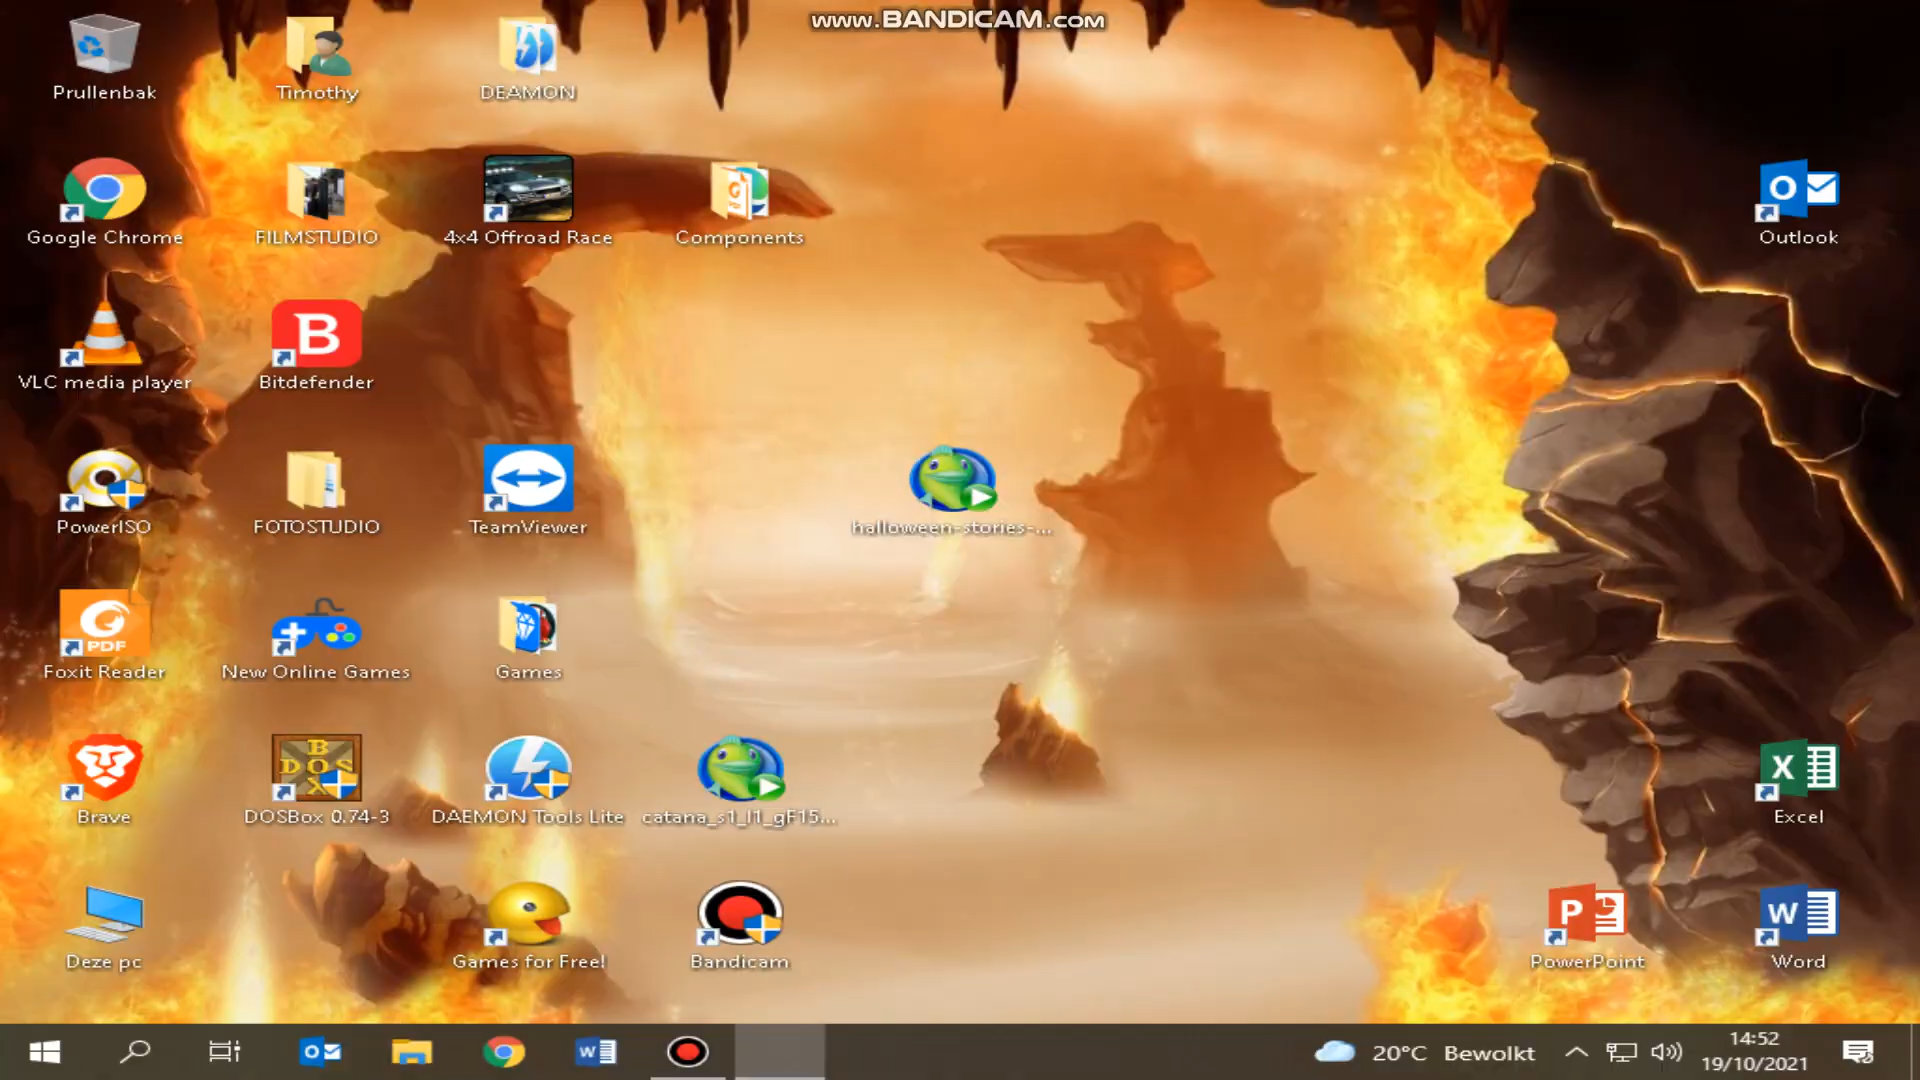 www.BANDICAM.com
Prullenbak
Timothy
DEAMON
Google Chrome
FILMSTUDIO
4x4 Offroad Race
Components
Outlook
VLC media player
Bitdefender
PowerISO
FOTOSTUDIO
TeamViewer
halloween-stories-...
PDF
Foxit Reader
New Online Games
Games
Brave
DOSBox 0.74-3
DAEMON Tools Lite
catana_s1_l1_gF15...
Excel
Deze pc
Games for Free!
Bandicam
PowerPoint
Word
20°C Bewolkt
14:52
19/10/2021